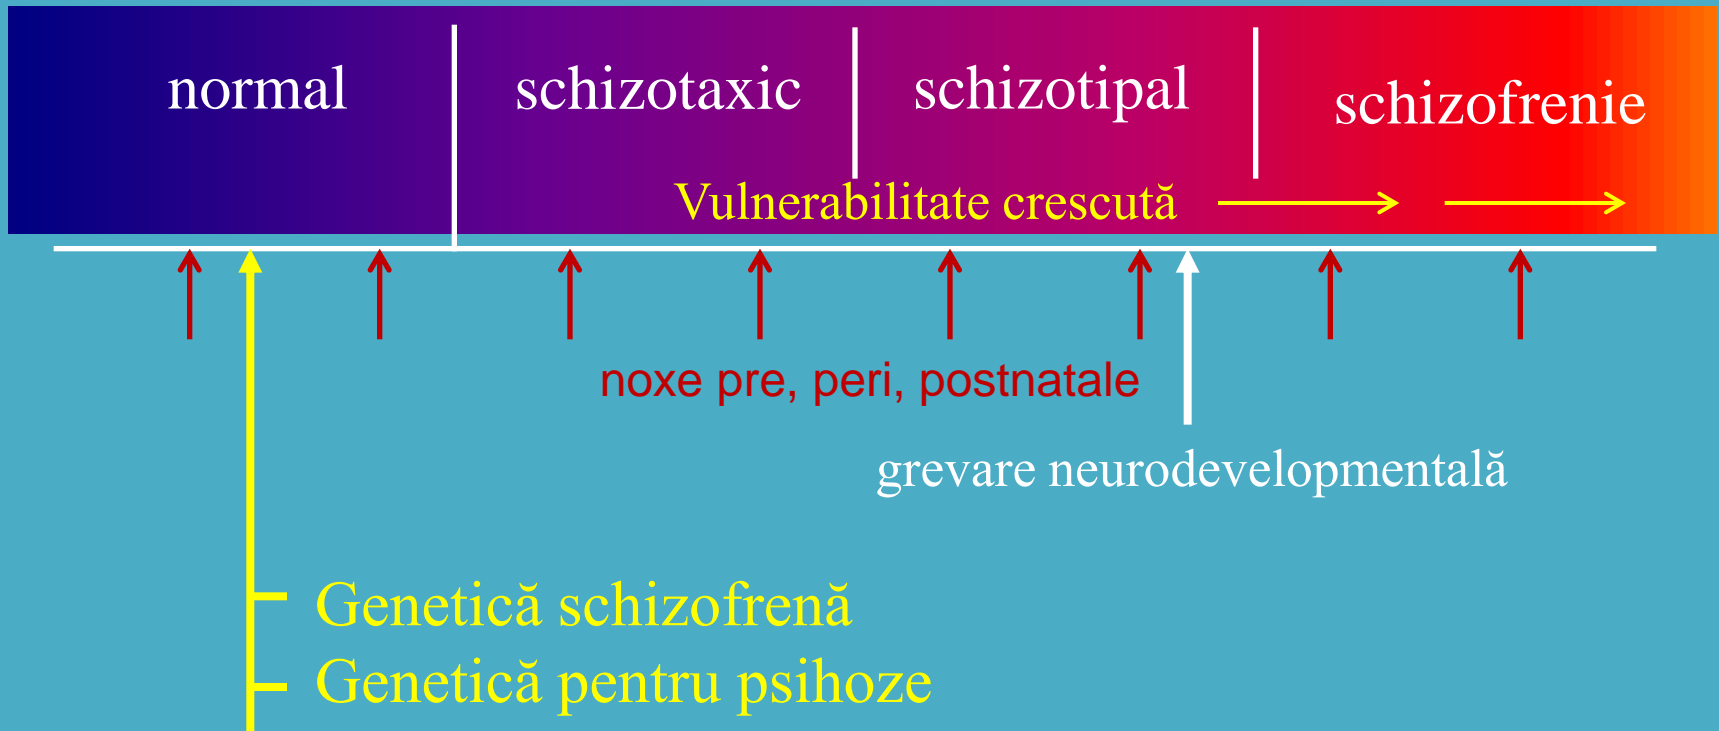 normal
schizotaxic
schizotipal
schizofrenie
Vulnerabilitate crescută
noxe pre, peri, postnatale
grevare neurodevelopmentală
Genetică schizofrenă
Genetică pentru psihoze